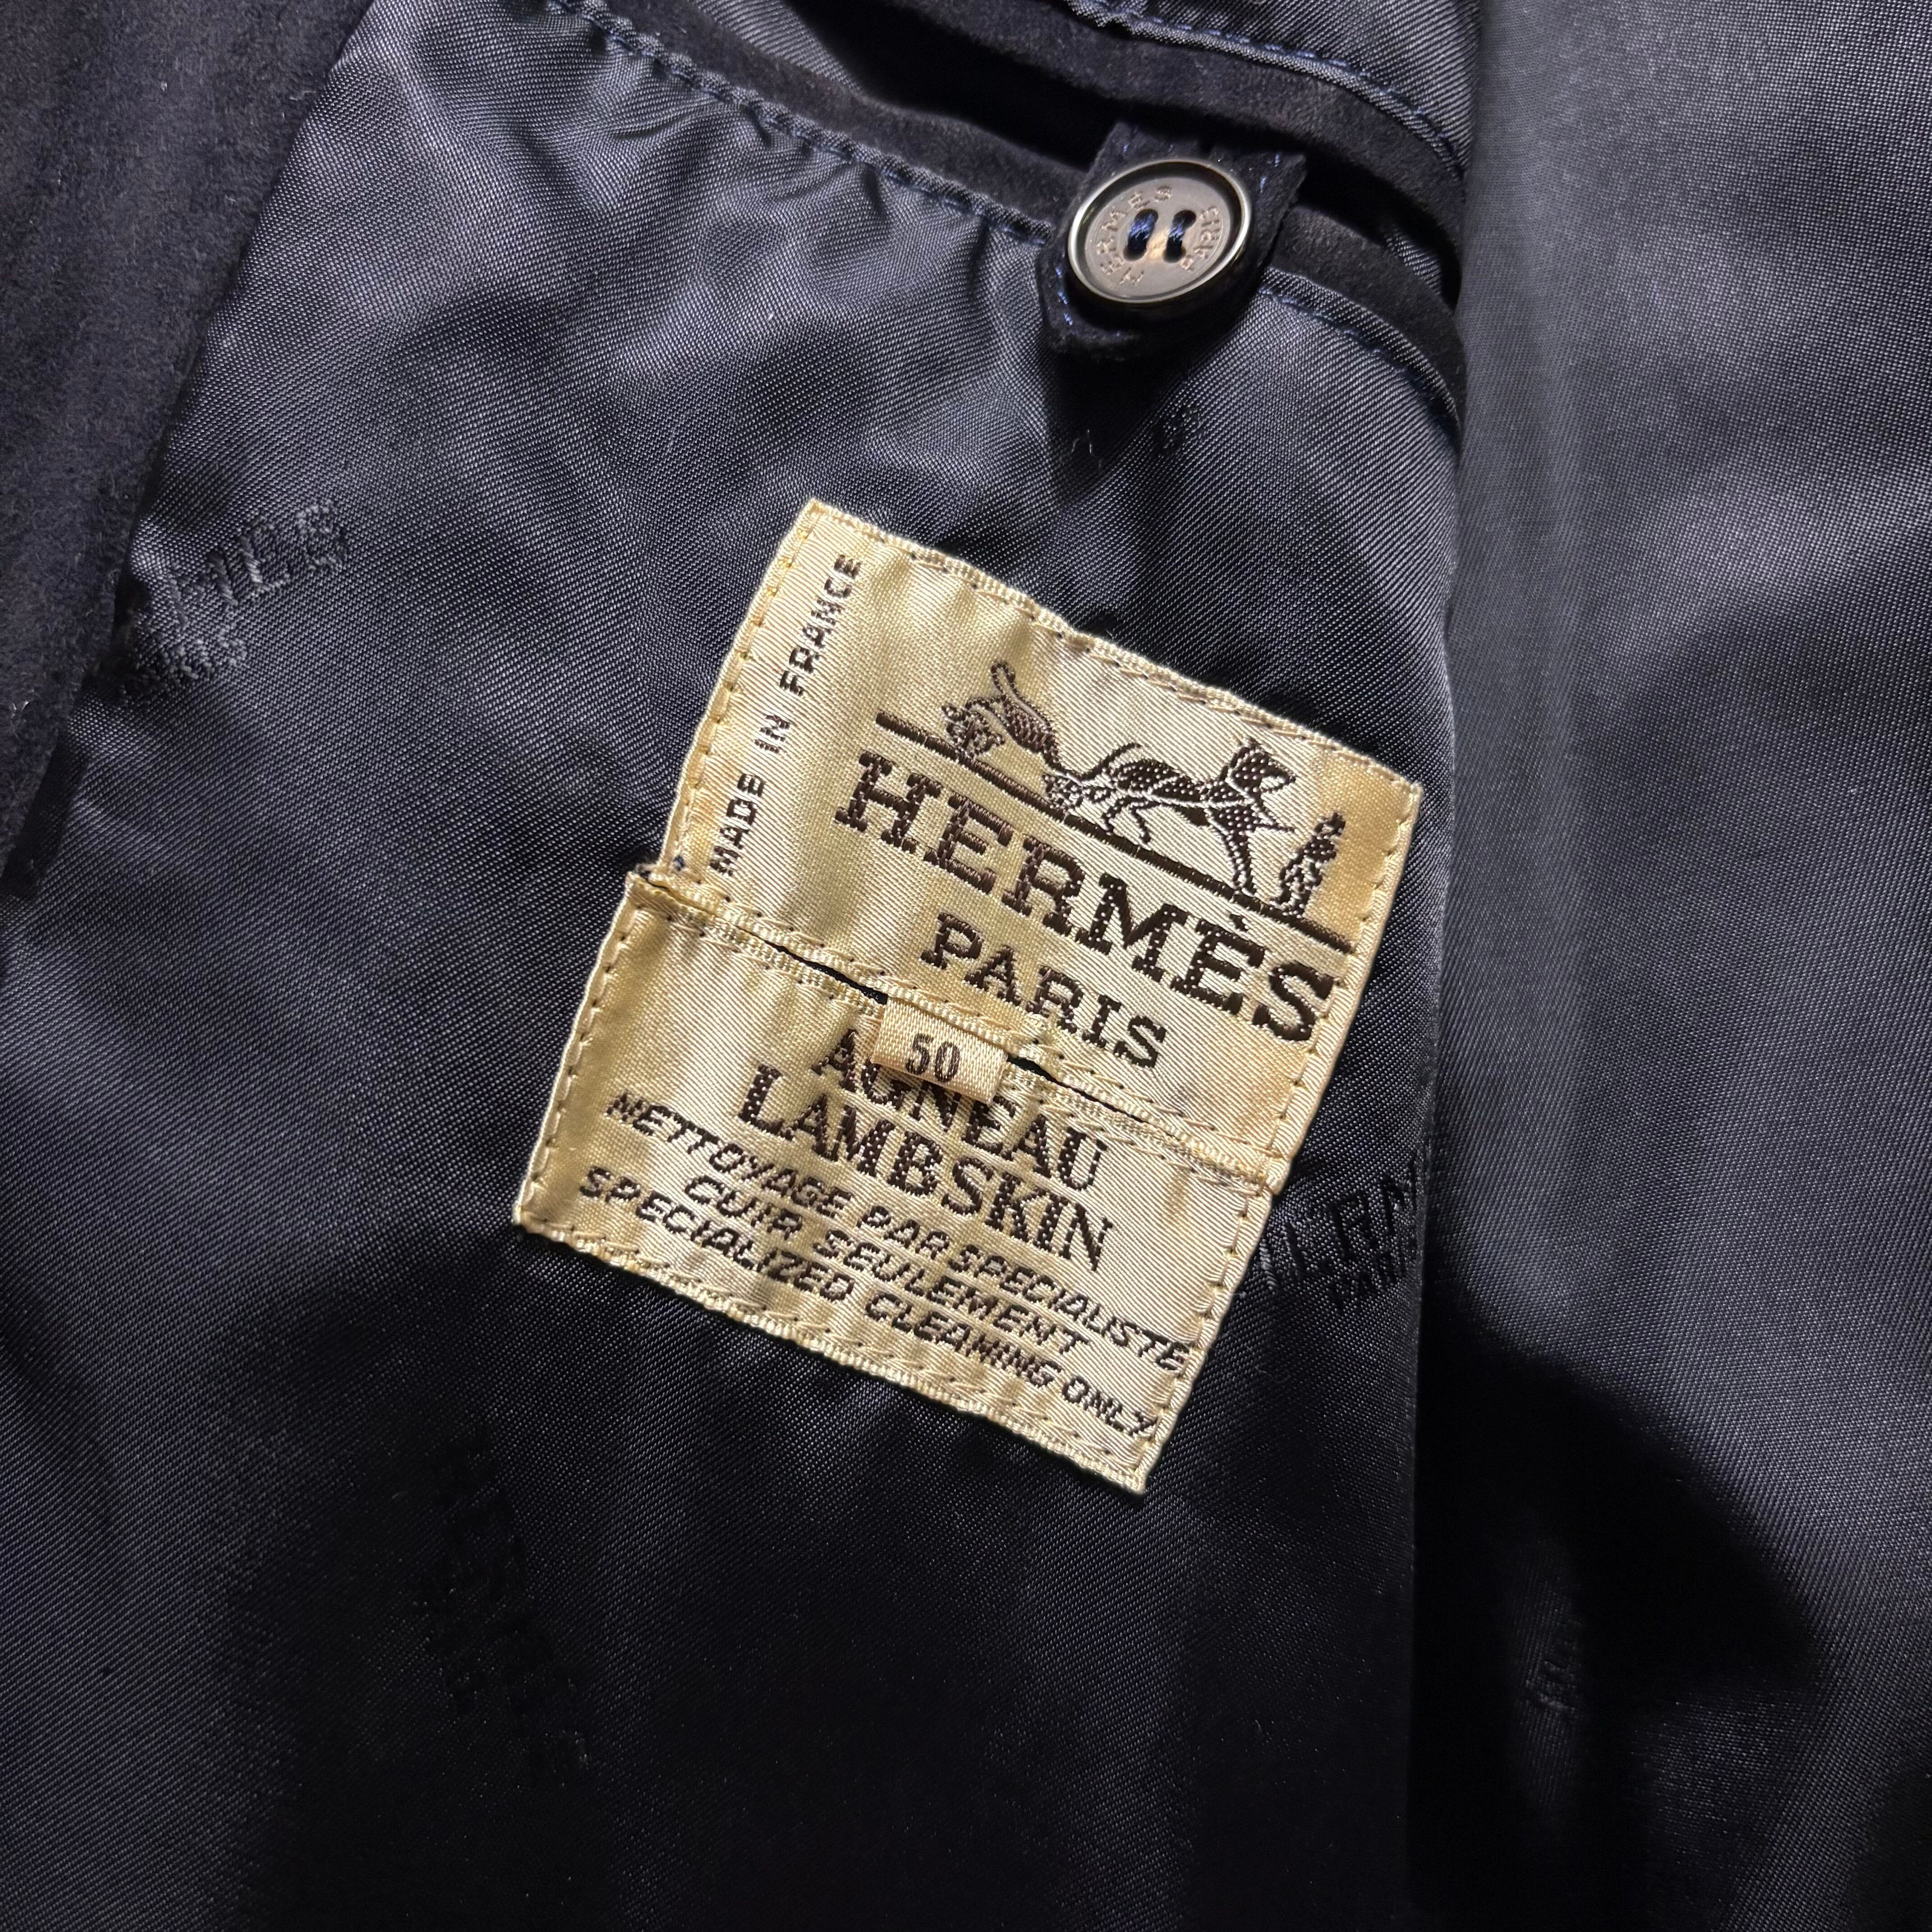 HERMES PARIS
MADE IN FRANCE
HERMÈS
PARIS
50
AGNEAU
LAMBSKIN
NETTOYAGE PAR SPECIALISTE
CUIR SEULEMENT
SPECIALIZED CLEANING ONLY